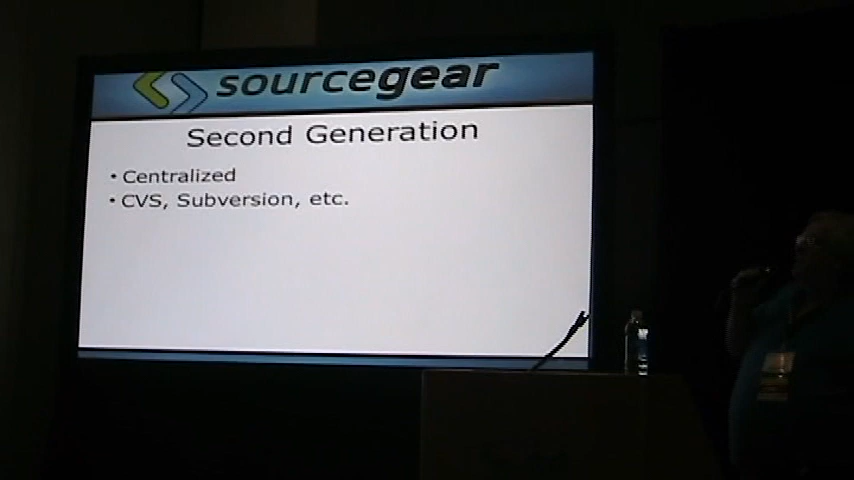 sourcegear
Second Generation
• Centralized
• CVS, Subversion, etc.